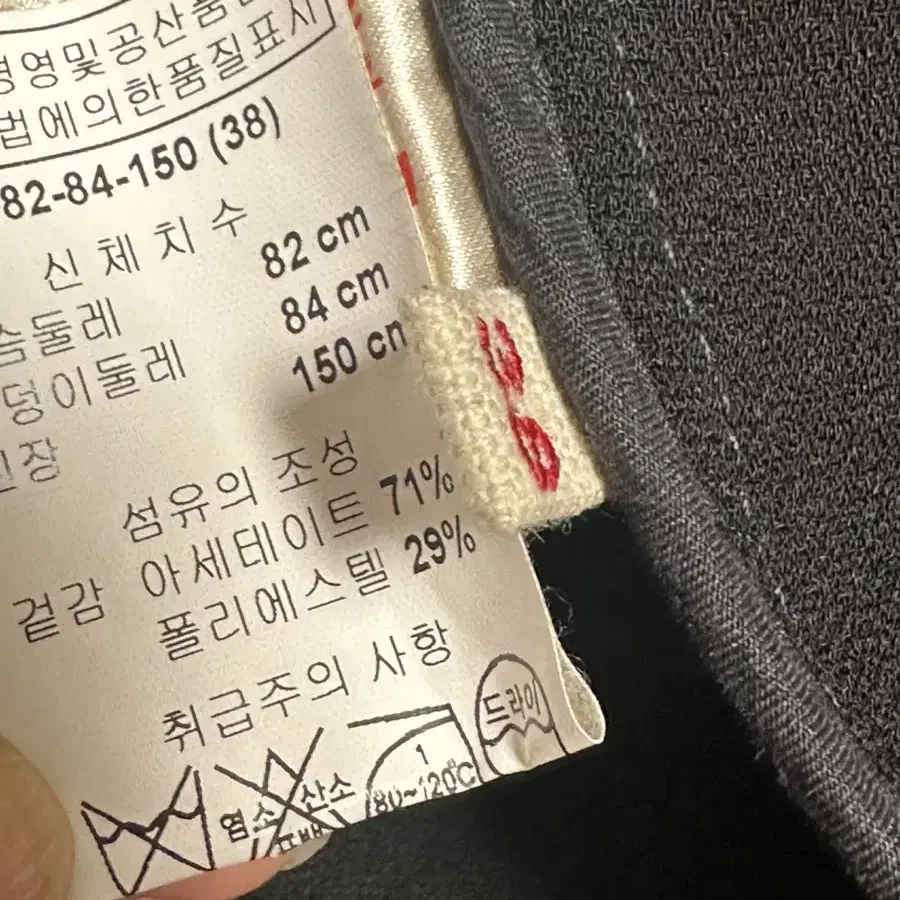 명영및공산품
법에의한품질표시
82-84-150 (38)
신체치수
82 cm
슴둘레 84 cm
덩이둘레 150 cm
장
섬유의 조성
겉감 아세테이트 71%
폴리에스텔 29%
취급주의 사항
드라이
염소 산소
표백
1
80~120℃